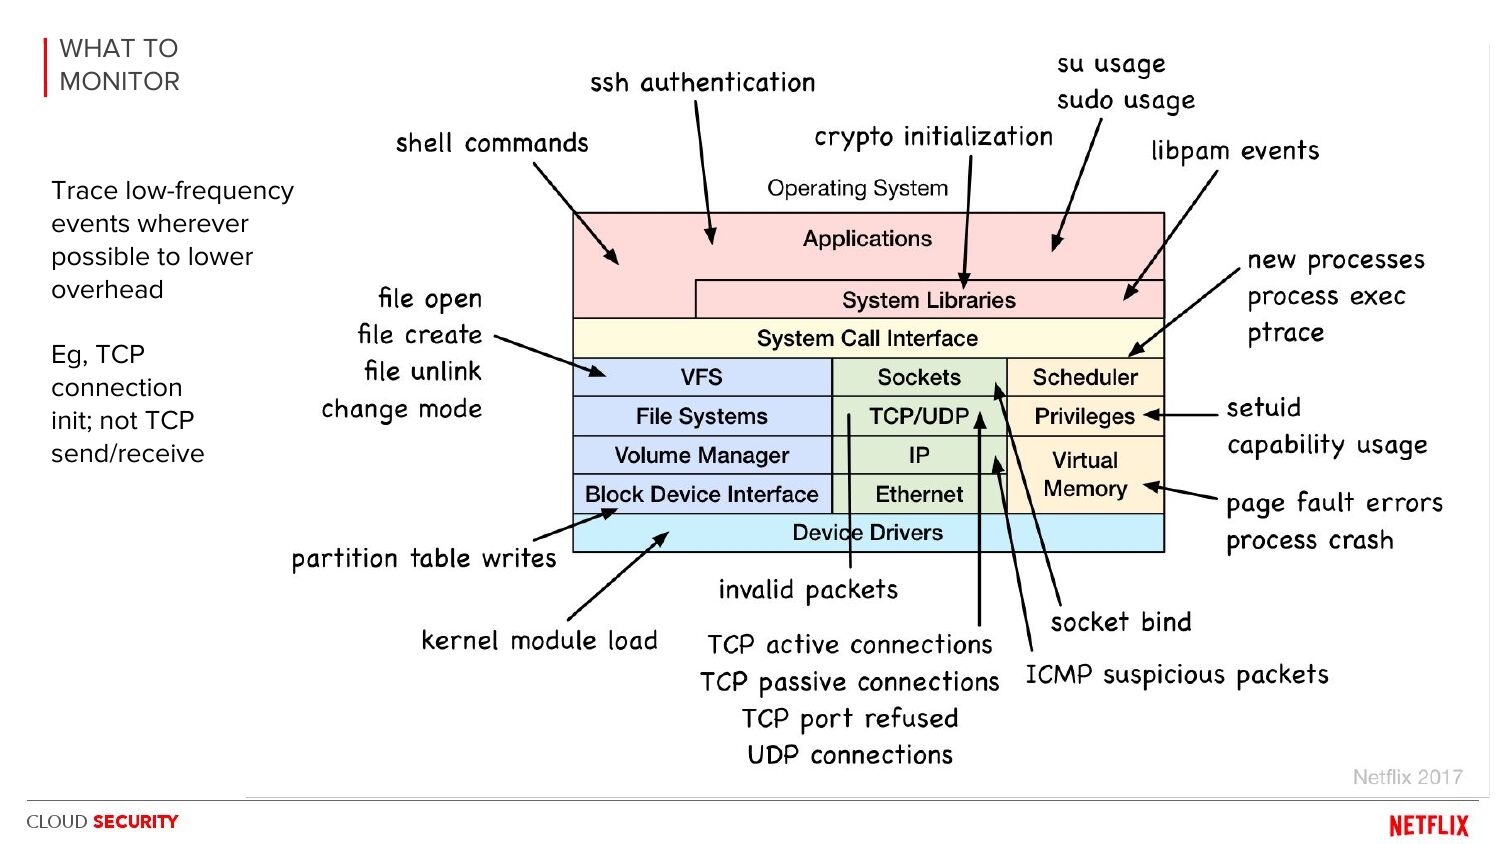 WHAT TO
MONITOR
Trace low-frequency
events wherever
possible to lower
overhead
Eg, TCP
connection
init; not TCP
send/receive
ssh authentication
su usage
sudo usage
shell commands
crypto initialization
libpam events
Operating System
Applications
System Libraries
System Call Interface
VFS
Sockets
Scheduler
File Systems
TCP/UDP
Privileges
Volume Manager
IP
Virtual
Memory
Block Device Interface
Ethernet
Device Drivers
file open
file create
file unlink
change mode
new processes
process exec
ptrace
setuid
capability usage
page fault errors
process crash
partition table writes
kernel module load
invalid packets
TCP active connections
TCP passive connections
TCP port refused
UDP connections
socket bind
ICMP suspicious packets
Netflix 2017
CLOUD SECURITY
NETFLIX